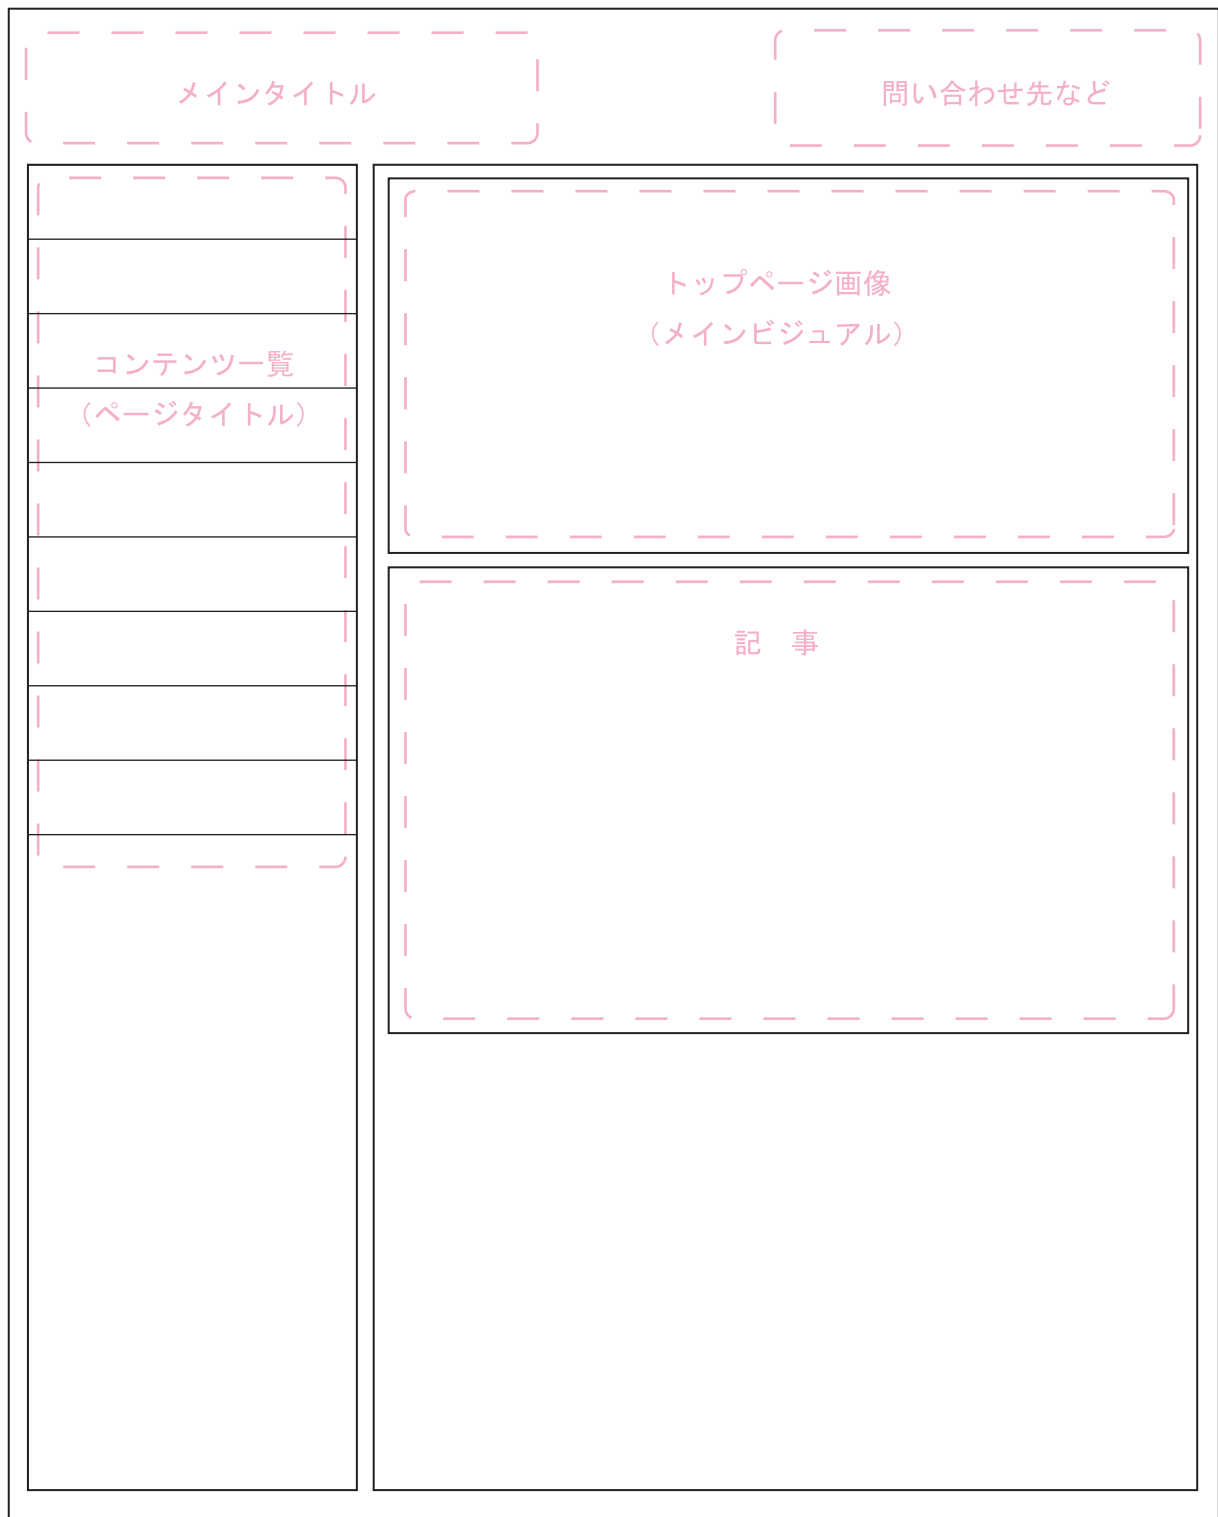 メインタイトル
問い合わせ先など
コンテンツ一覧
（ページタイトル）
トップページ画像
（メインビジュアル）
記　事